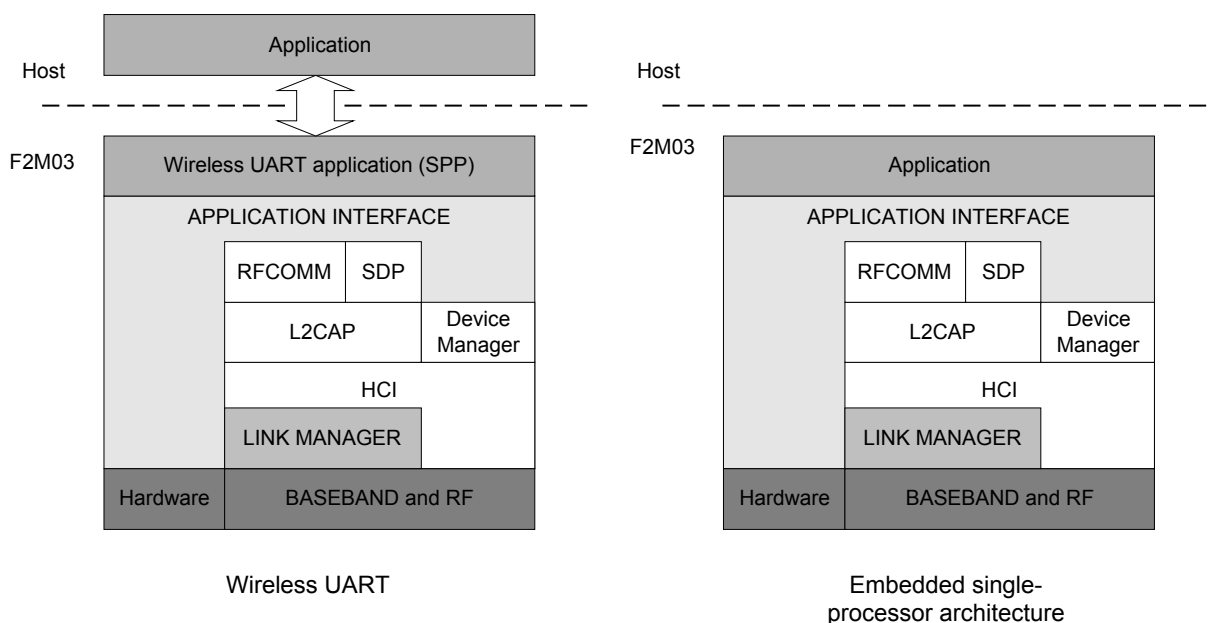 Application
Host
F2M03
Wireless UART application (SPP)
APPLICATION INTERFACE
RFCOMM
SDP
L2CAP
Device
Manager
HCI
LINK MANAGER
Hardware
BASEBAND and RF
Wireless UART
Host
F2M03
Application
APPLICATION INTERFACE
RFCOMM
SDP
L2CAP
Device
Manager
HCI
LINK MANAGER
Hardware
BASEBAND and RF
Embedded single-
processor architecture